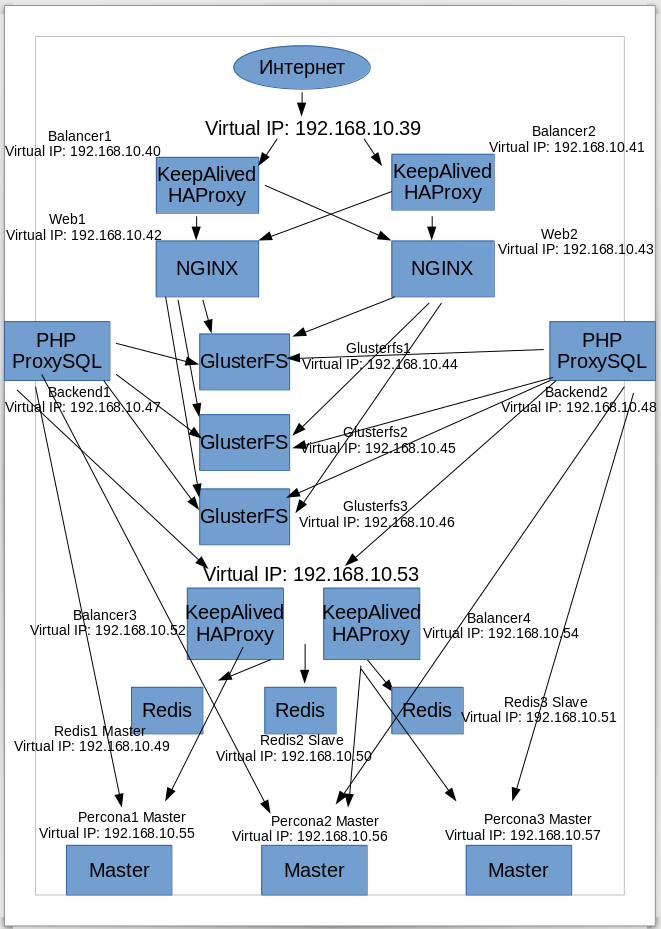 Интернет
Virtual IP: 192.168.10.39
Balancer1
Virtual IP: 192.168.10.40
Balancer2
Virtual IP: 192.168.10.41
KeepAlived
HAProxy
KeepAlived
HAProxy
Web1
Virtual IP: 192.168.10.42
Web2
Virtual IP: 192.168.10.43
NGINX
NGINX
PHP
ProxySQL
PHP
ProxySQL
GlusterFS
Glusterfs1
Virtual IP: 192.168.10.44
Backend1
Virtual IP: 192.168.10.47
Backend2
Virtual IP: 192.168.10.48
GlusterFS
Glusterfs2
Virtual IP: 192.168.10.45
GlusterFS
Glusterfs3
Virtual IP: 192.168.10.46
Virtual IP: 192.168.10.53
Balancer3
Virtual IP: 192.168.10.52
KeepAlived
HAProxy
KeepAlived
HAProxy
Balancer4
Virtual IP: 192.168.10.54
Redis
Redis
Redis
Redis1 Master
Virtual IP: 192.168.10.49
Redis2 Slave
Virtual IP: 192.168.10.50
Redis3 Slave
Virtual IP: 192.168.10.51
Percona1 Master
Virtual IP: 192.168.10.55
Percona2 Master
Virtual IP: 192.168.10.56
Percona3 Master
Virtual IP: 192.168.10.57
Master
Master
Master